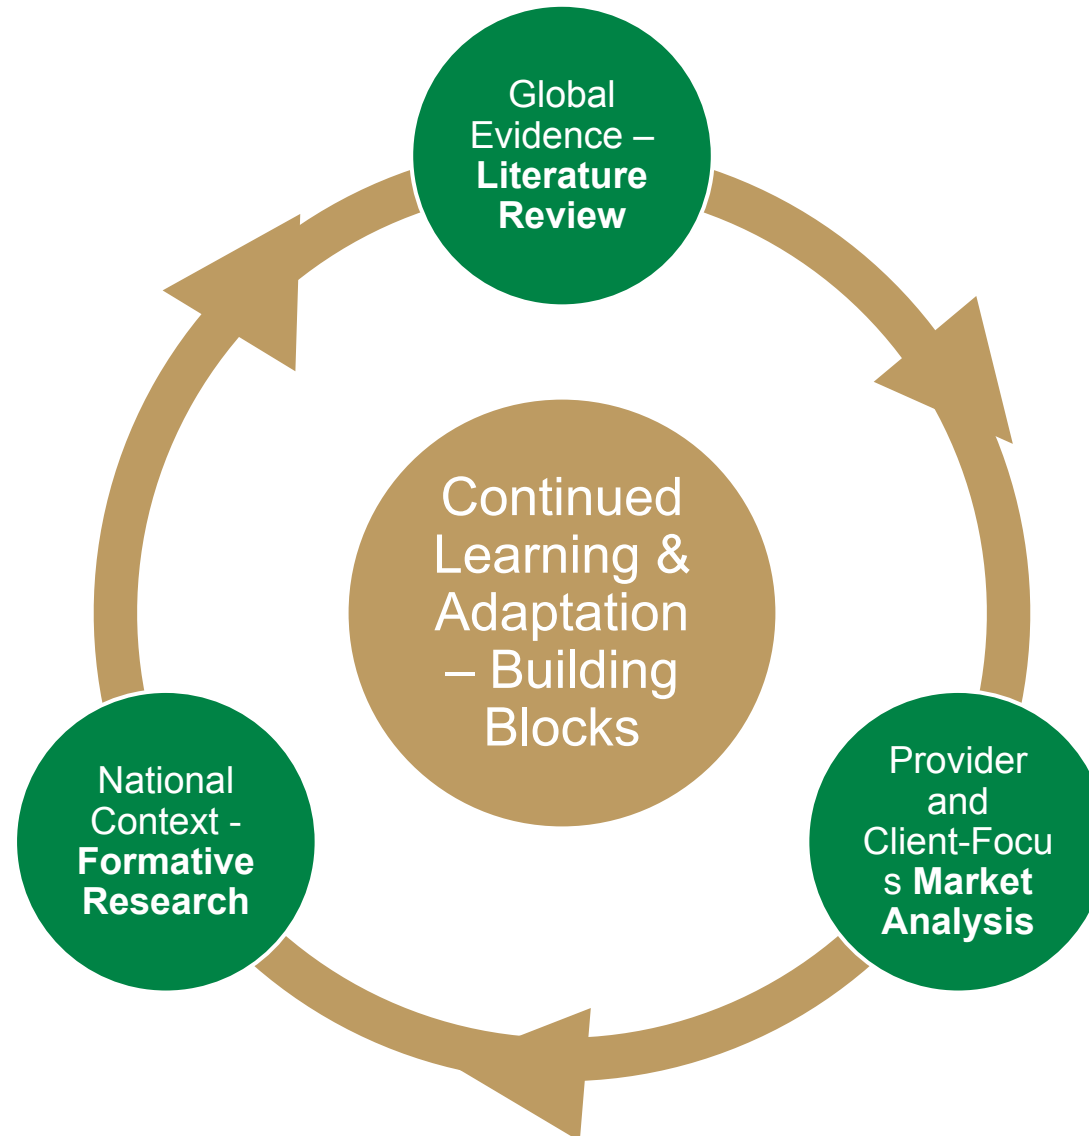 Global
Evidence –
Literature
Review
Continued
Learning &
Adaptation
– Building
Blocks
National
Context -
Formative
Research
Provider
and
Client-Focu
s Market
Analysis